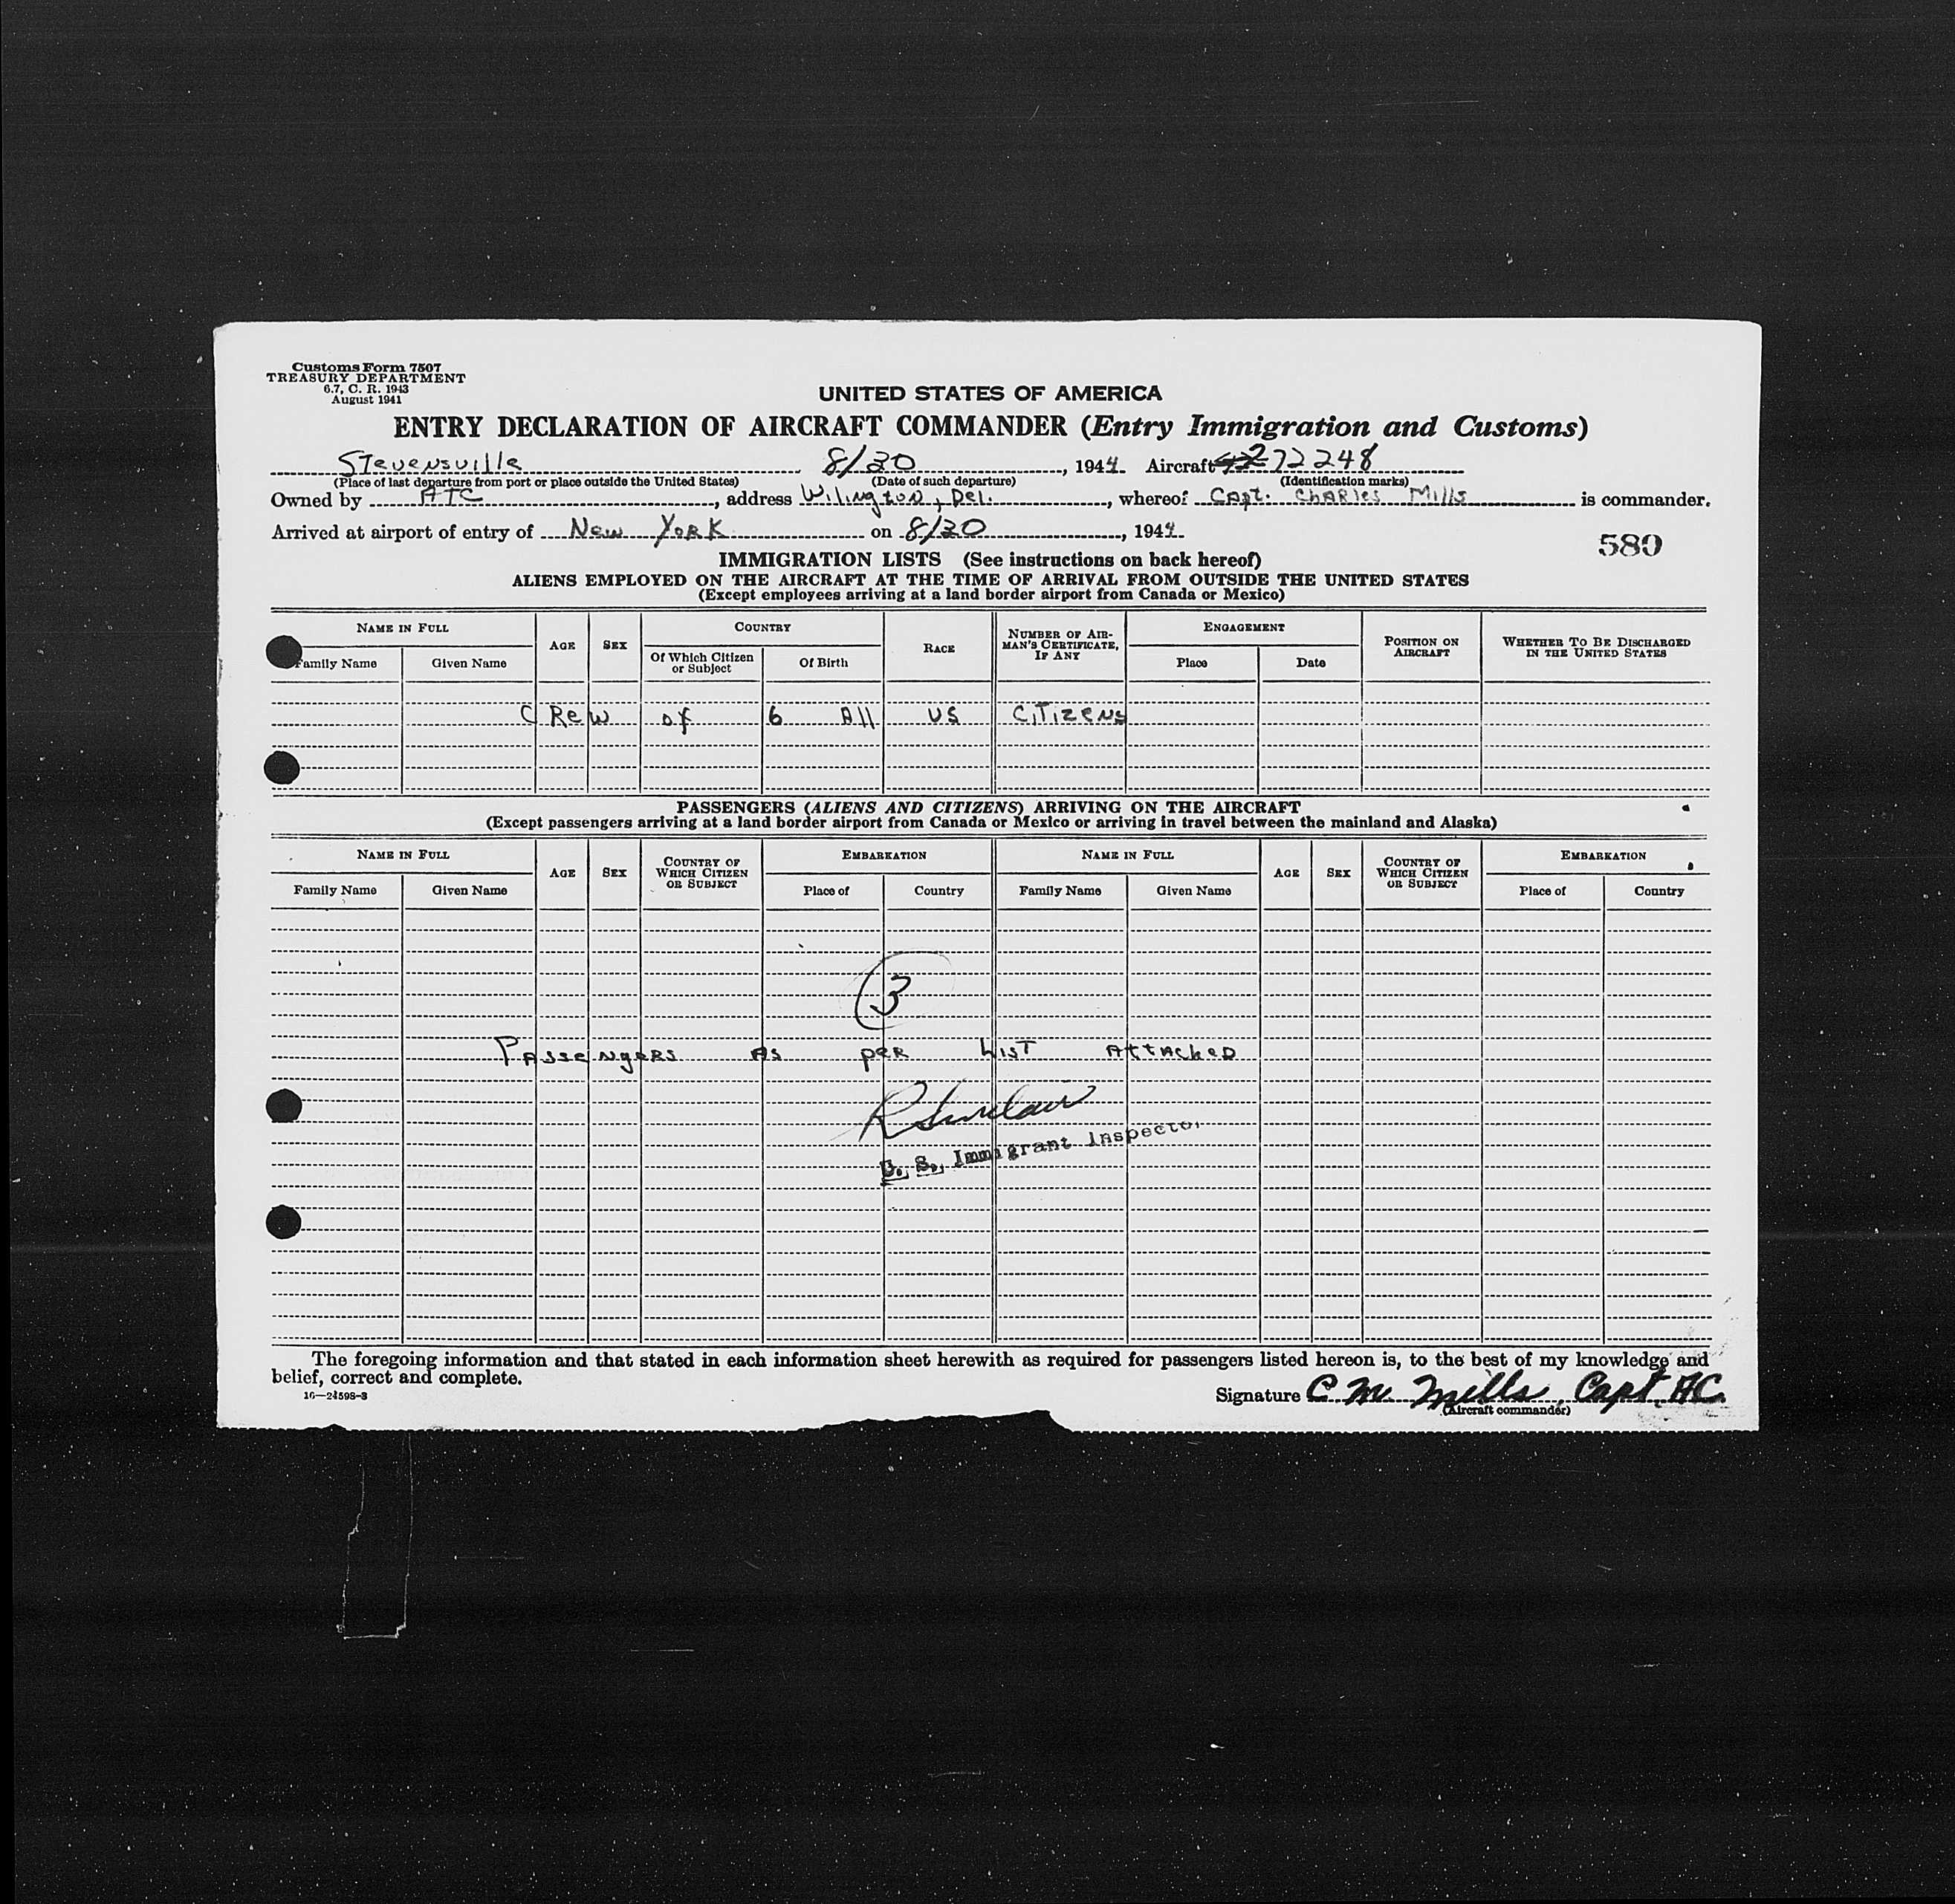 Customs Form 7507
TREASURY DEPARTMENT
6.7, C. R. 1943
August 1941
UNITED STATES OF AMERICA
ENTRY DECLARATION OF AIRCRAFT COMMANDER (Entry Immigration and Customs)
Stevensville 8/30, 1944 Aircraft 272248
(Place of last departure from port or place outside the United States) (Date of such departure) (Identification marks)
Owned by ATC, address Wilington, Del., whereof Capt. Charles Mills is commander.
Arrived at airport of entry of New York on 8/30, 1944
580
IMMIGRATION LISTS (See instructions on back hereof)
ALIENS EMPLOYED ON THE AIRCRAFT AT THE TIME OF ARRIVAL FROM OUTSIDE THE UNITED STATES
(Except employees arriving at a land border airport from Canada or Mexico)
NAME IN FULL AGE SEX COUNTRY RACE NUMBER OF AIRMAN'S CERTIFICATE, IF ANY ENGAGEMENT POSITION ON AIRCRAFT WHETHER TO BE DISCHARGED IN THE UNITED STATES
Family Name Given Name Of Which Citizen or Subject Of Birth Place Date
Crew of 6 All US Citizens
PASSENGERS (ALIENS AND CITIZENS) ARRIVING ON THE AIRCRAFT
(Except passengers arriving at a land border airport from Canada or Mexico or arriving in travel between the mainland and Alaska)
NAME IN FULL AGE SEX COUNTRY OF WHICH CITIZEN OR SUBJECT EMBARKATION NAME IN FULL AGE SEX COUNTRY OF WHICH CITIZEN OR SUBJECT EMBARKATION
Family Name Given Name Place of Country Family Name Given Name Place of Country
3
Passengers As per List Attached
R Sinclair
U. S. Immigrant Inspector
The foregoing information and that stated in each information sheet herewith as required for passengers listed hereon is, to the best of my knowledge and
belief, correct and complete.
16—24598-3
Signature C M Mills, Capt. AC
(Aircraft commander)